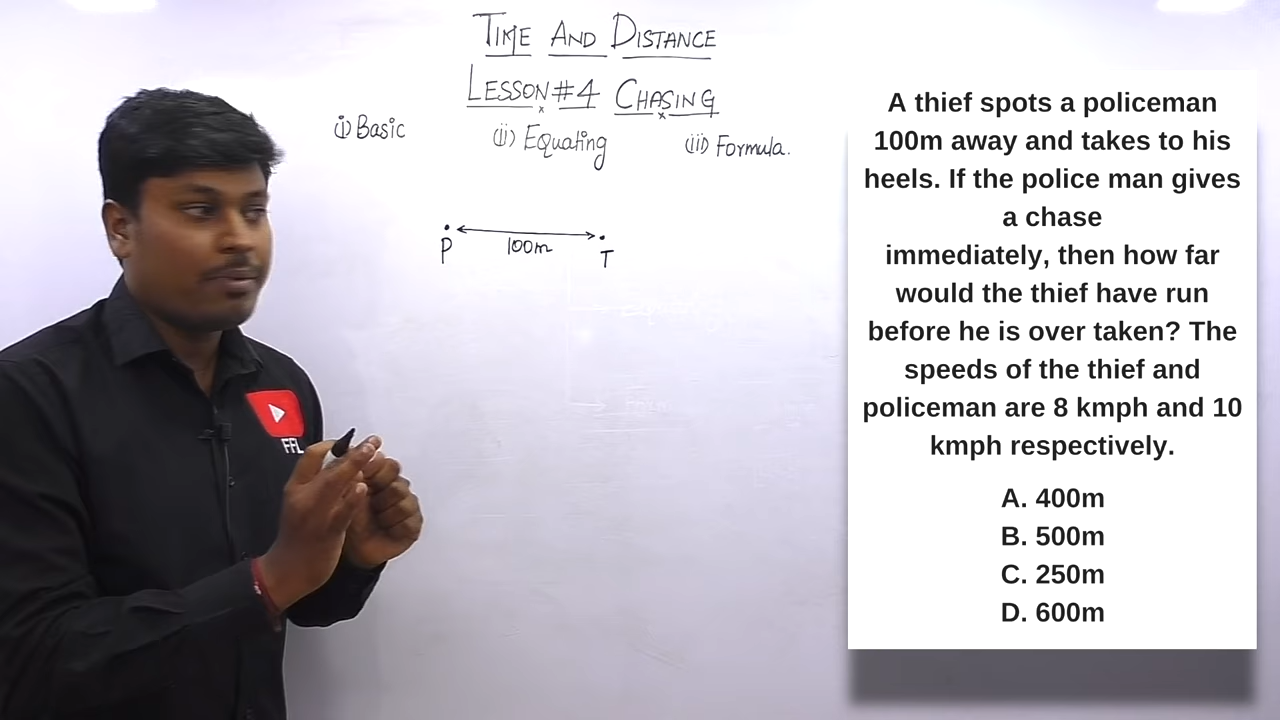 TIME AND DISTANCE
LESSON #4 CHASING
(i) Basic (ii) Equating (iii) Formula.
P 100m T
FFL
A thief spots a policeman
100m away and takes to his
heels. If the police man gives
a chase
immediately, then how far
would the thief have run
before he is over taken? The
speeds of the thief and
policeman are 8 kmph and 10
kmph respectively.
A. 400m
B. 500m
C. 250m
D. 600m